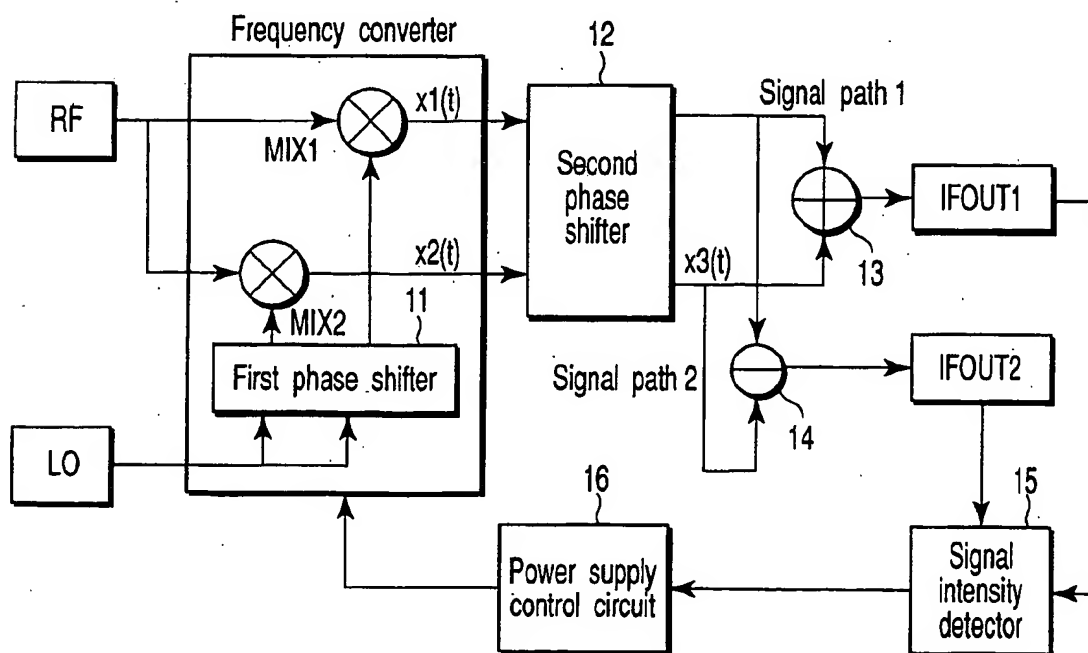 Frequency converter
12
RF
x1(t)
Signal path 1
MIX1
Second
phase
shifter
IFOUT1
13
x2(t)
x3(t)
11
MIX2
First phase shifter
Signal path 2
IFOUT2
14
LO
16
15
Power supply
control circuit
Signal
intensity
detector